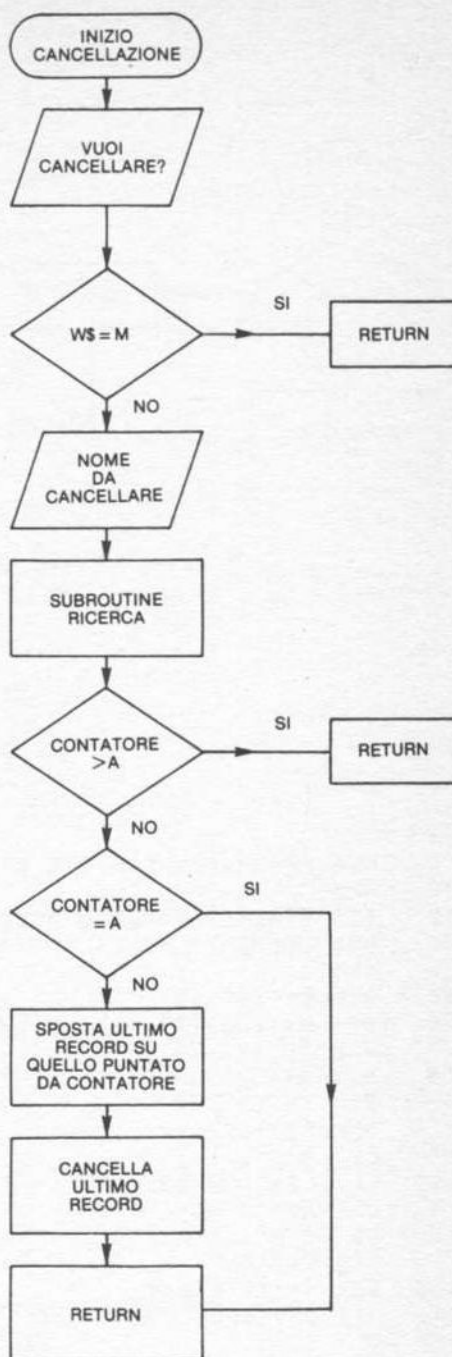 INIZIO
CANCELLAZIONE
VUOI
CANCELLARE?
W$ = M
SI
RETURN
NO
NOME
DA
CANCELLARE
SUBROUTINE
RICERCA
CONTATORE
>A
SI
RETURN
NO
CONTATORE
= A
SI
NO
SPOSTA ULTIMO
RECORD SU
QUELLO PUNTATO
DA CONTATORE
CANCELLA
ULTIMO
RECORD
RETURN